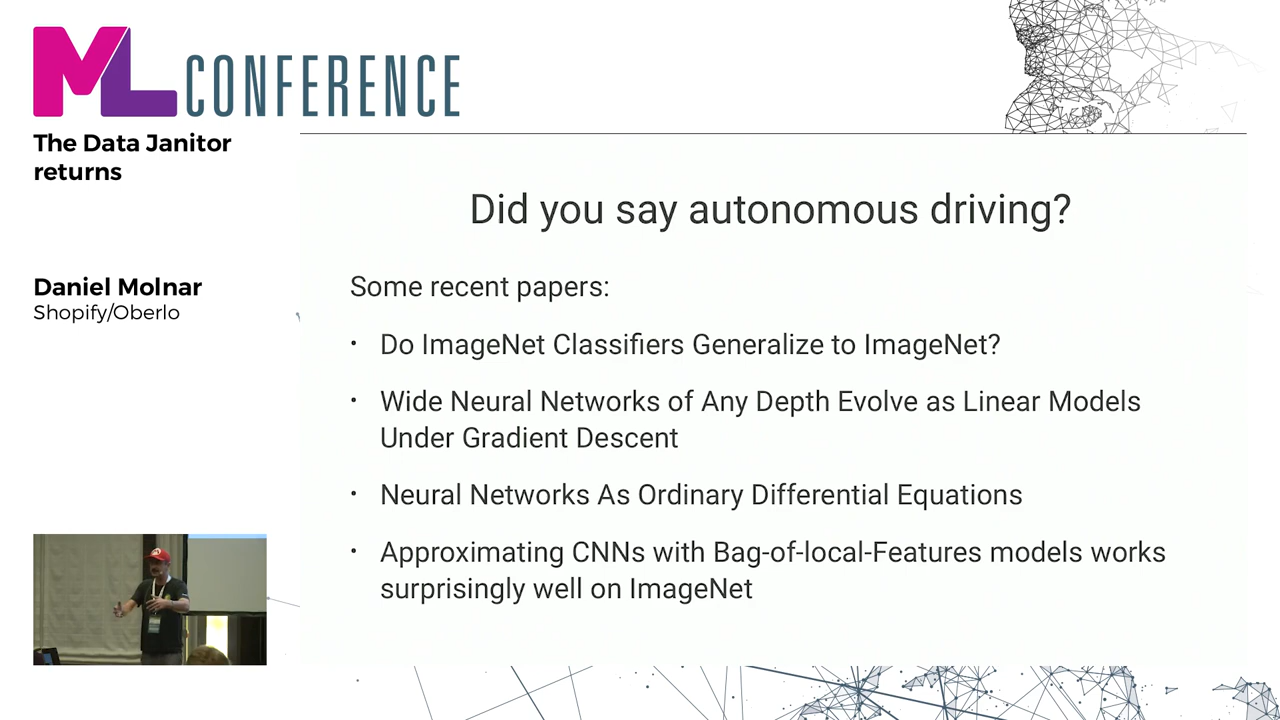 ML CONFERENCE
The Data Janitor
returns
Daniel Molnar
Shopify/Oberlo
Did you say autonomous driving?
Some recent papers:
• Do ImageNet Classifiers Generalize to ImageNet?
• Wide Neural Networks of Any Depth Evolve as Linear Models
Under Gradient Descent
• Neural Networks As Ordinary Differential Equations
• Approximating CNNs with Bag-of-local-Features models works
surprisingly well on ImageNet